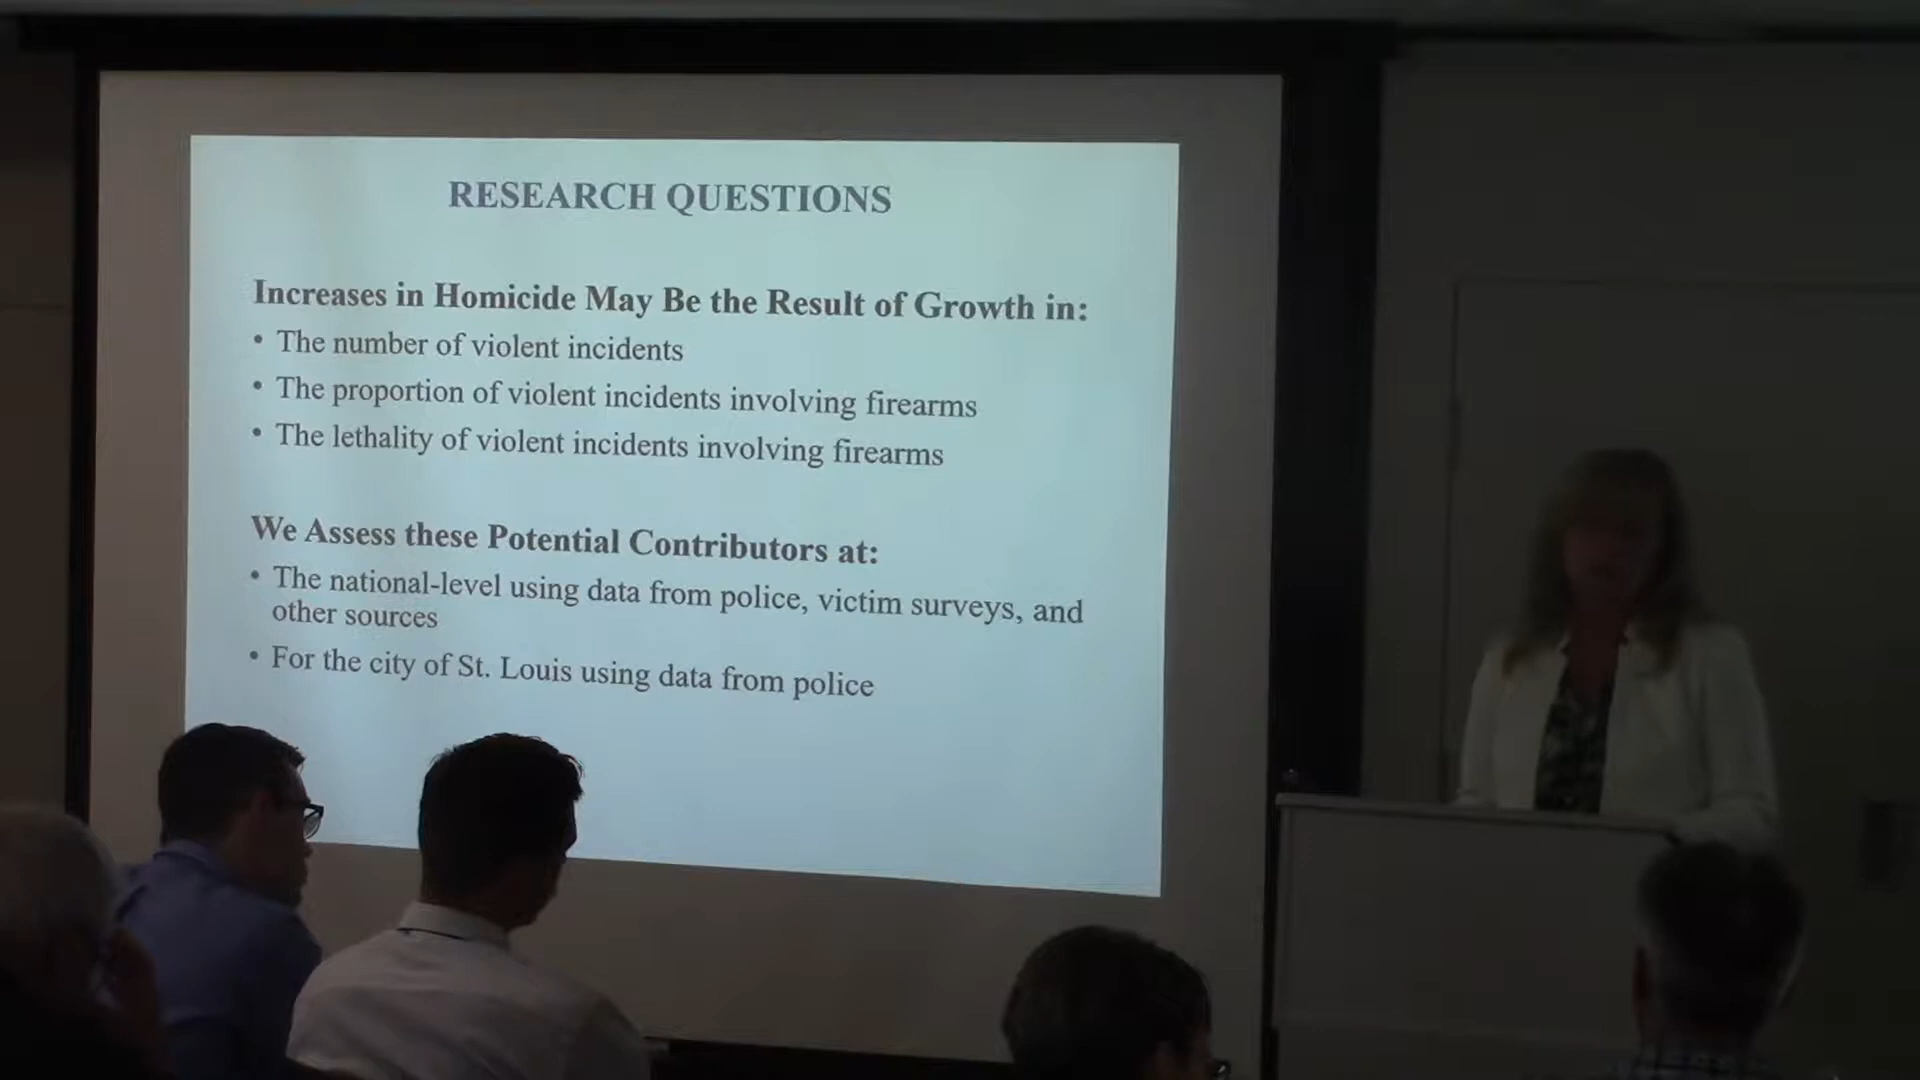 RESEARCH QUESTIONS
Increases in Homicide May Be the Result of Growth in:
• The number of violent incidents
• The proportion of violent incidents involving firearms
• The lethality of violent incidents involving firearms
We Assess these Potential Contributors at:
• The national-level using data from police, victim surveys, and
other sources
• For the city of St. Louis using data from police